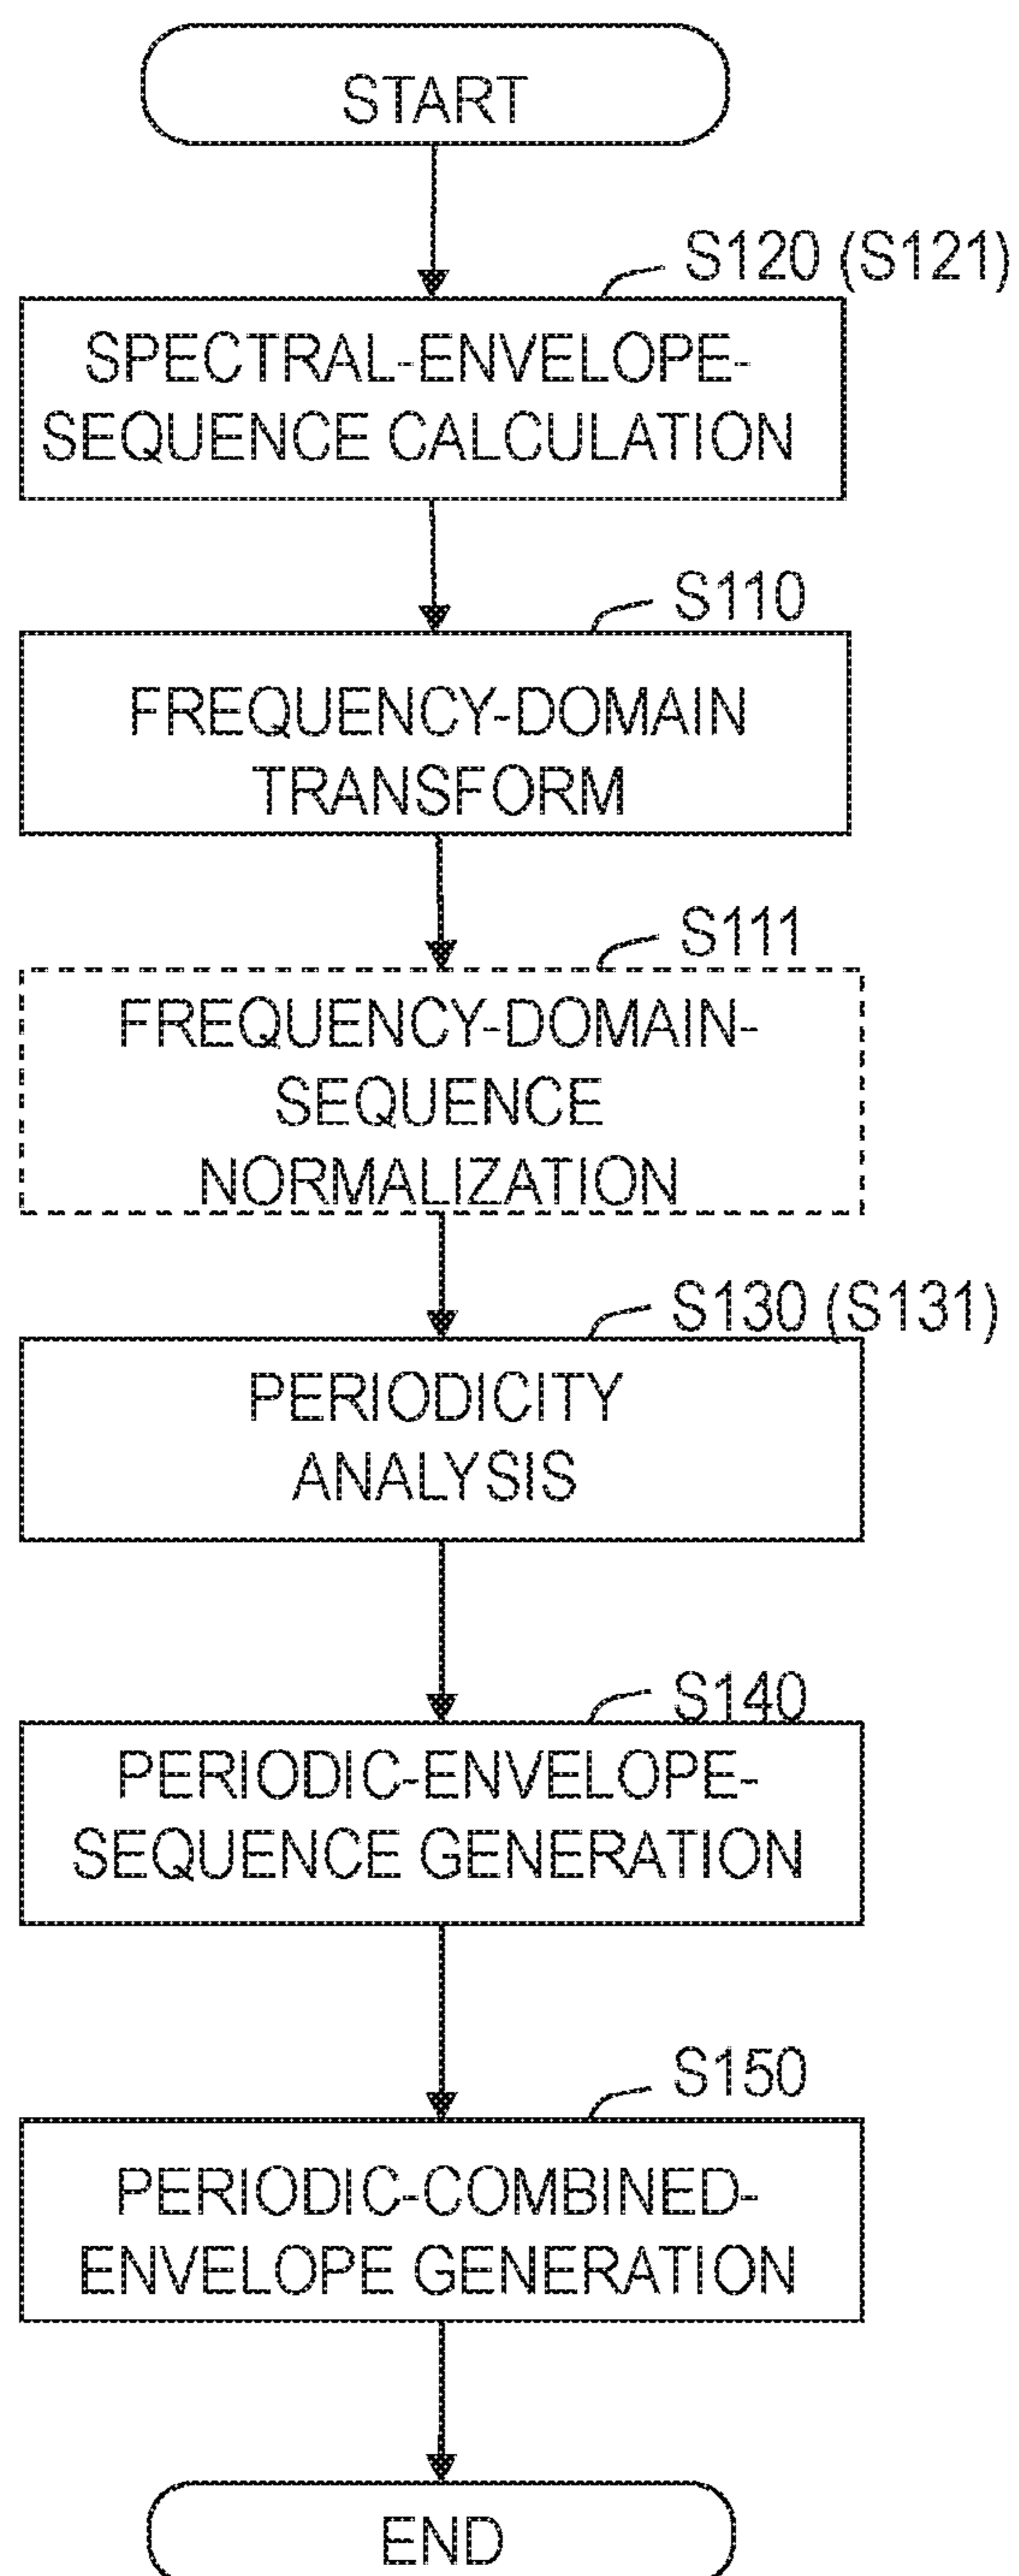 START
S120 (S121)
SPECTRAL-ENVELOPE-
SEQUENCE CALCULATION
S110
FREQUENCY-DOMAIN
TRANSFORM
S111
FREQUENCY-DOMAIN-
SEQUENCE
NORMALIZATION
S130 (S131)
PERIODICITY
ANALYSIS
S140
PERIODIC-ENVELOPE-
SEQUENCE GENERATION
S150
PERIODIC-COMBINED-
ENVELOPE GENERATION
END